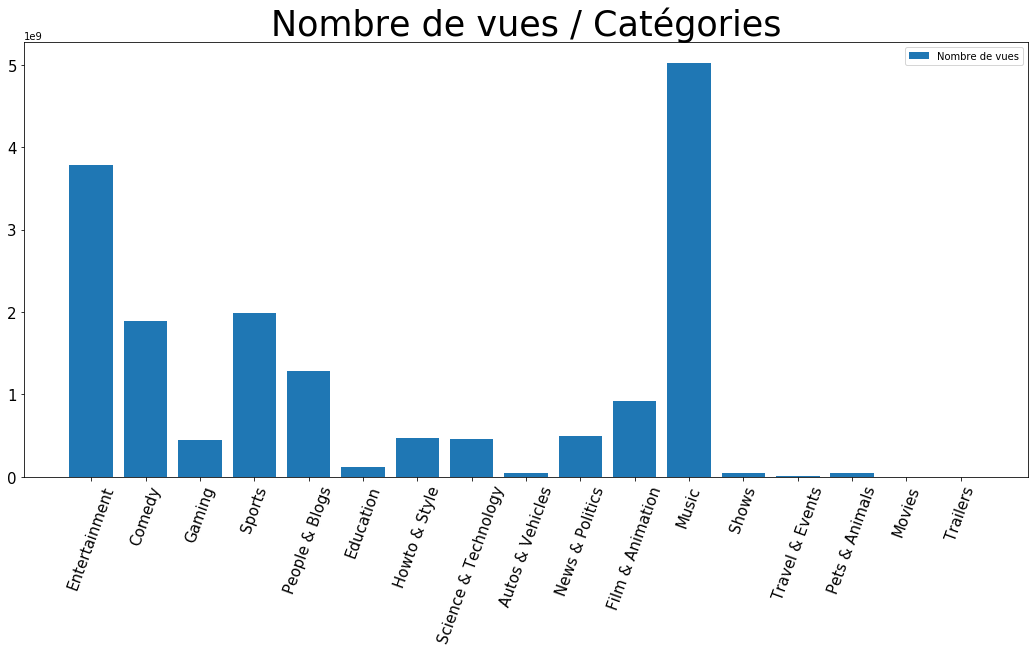 Nombre de vues / Catégories
1e9
Nombre de vues
5
4
3
2
1
0
Entertainment
Comedy
Gaming
Sports
People & Blogs
Education
Howto & Style
Science & Technology
Autos & Vehicles
News & Politics
Film & Animation
Music
Shows
Travel & Events
Pets & Animals
Movies
Trailers